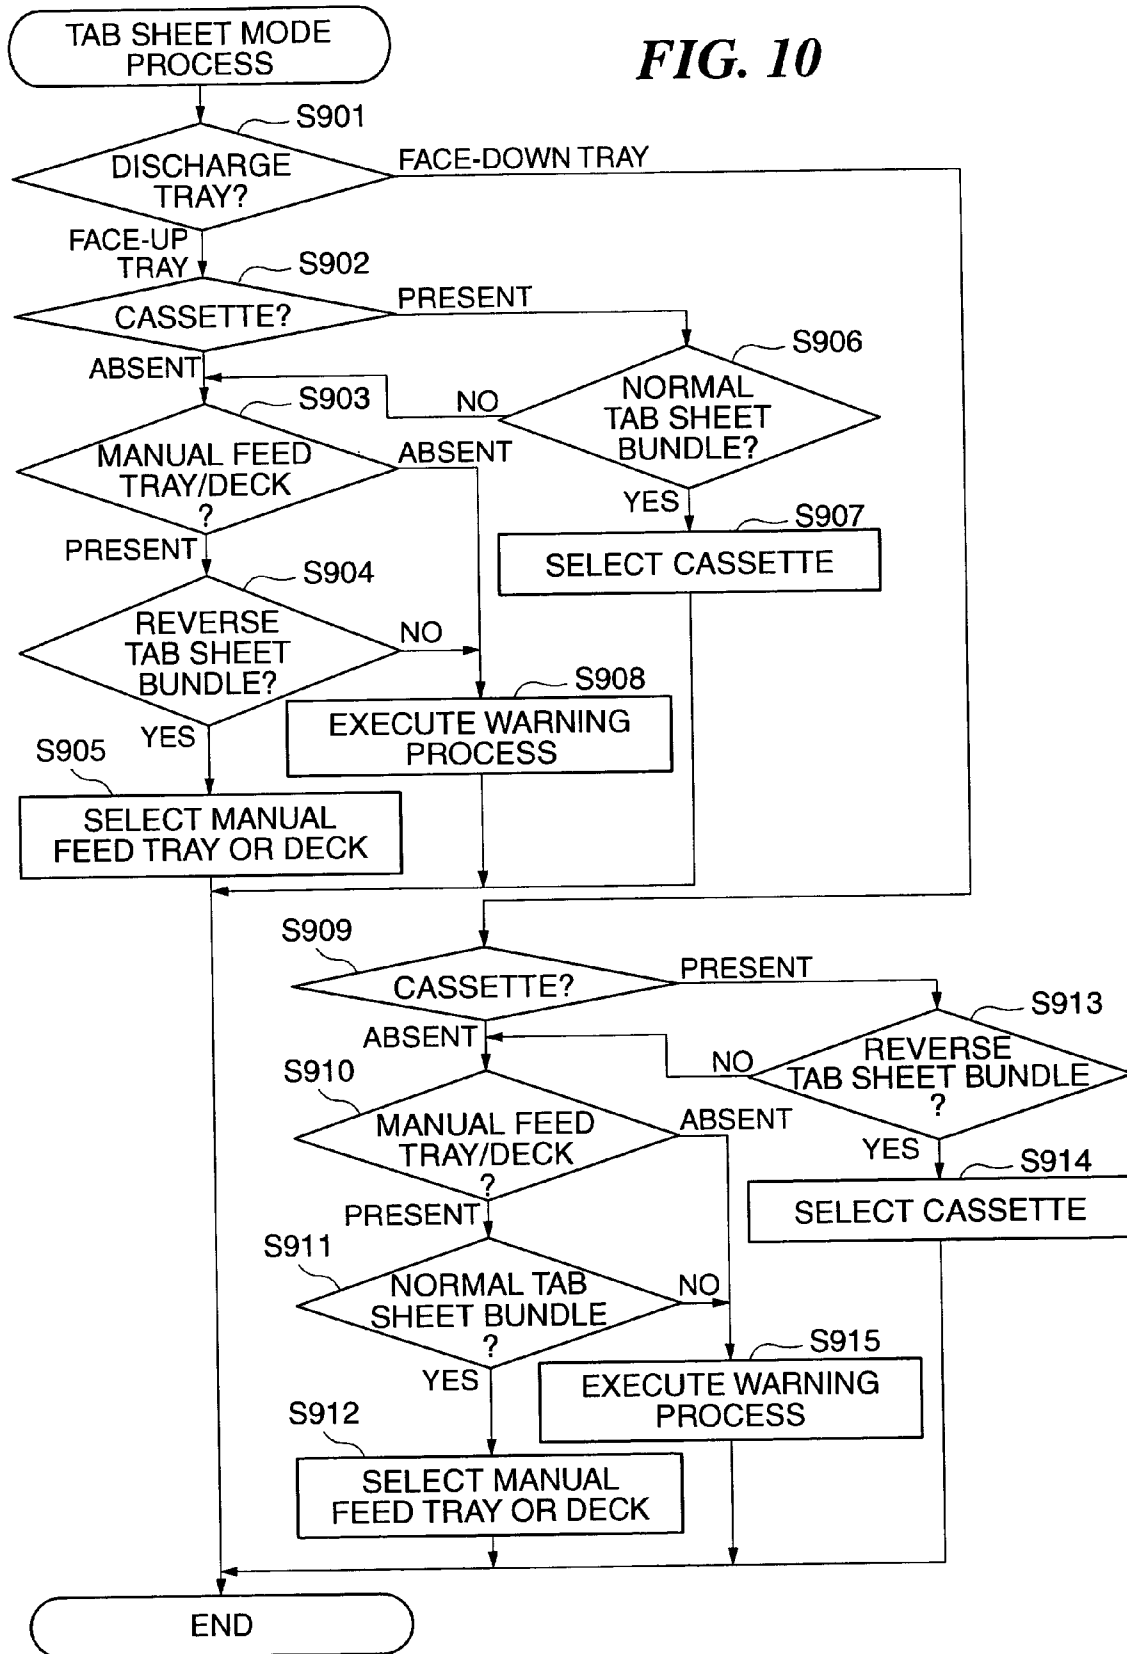 TAB SHEET MODE
PROCESS
FIG. 10
S901
DISCHARGE
TRAY?
FACE-DOWN TRAY
FACE-UP
TRAY
S902
CASSETTE?
PRESENT
ABSENT
S906
NORMAL
TAB SHEET
BUNDLE?
NO
YES
S903
MANUAL FEED
TRAY/DECK
?
ABSENT
PRESENT
S907
SELECT CASSETTE
S904
REVERSE
TAB SHEET
BUNDLE?
NO
YES
S908
EXECUTE WARNING
PROCESS
S905
SELECT MANUAL
FEED TRAY OR DECK
S909
CASSETTE?
PRESENT
ABSENT
S913
REVERSE
TAB SHEET BUNDLE
?
NO
YES
S910
MANUAL FEED
TRAY/DECK
?
ABSENT
PRESENT
S914
SELECT CASSETTE
S911
NORMAL TAB
SHEET BUNDLE
?
NO
YES
S915
EXECUTE WARNING
PROCESS
S912
SELECT MANUAL
FEED TRAY OR DECK
END